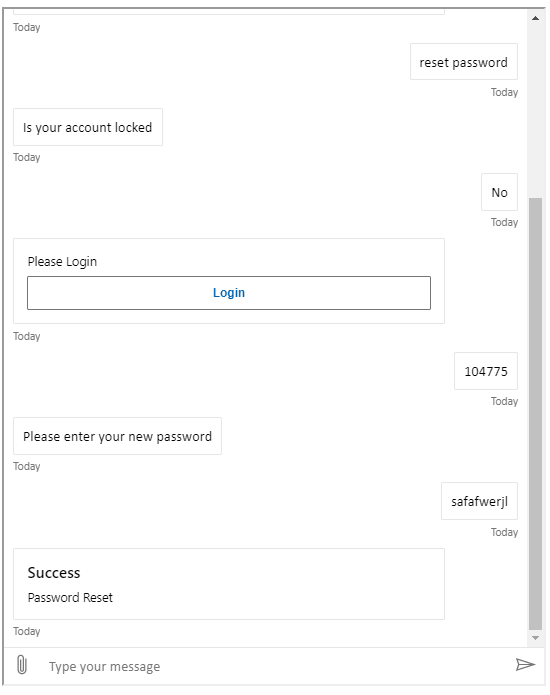 Today
reset password
Today
Is your account locked
Today
No
Today
Please Login
Login
Today
104775
Today
Please enter your new password
Today
safafwerjl
Today
Success
Password Reset
Today
Type your message